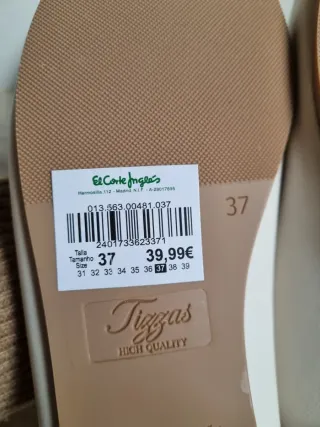 El Corte Inglés
Hermosilla, 112 - Madrid N.I.F. - A-28017895
013.563.00481.037
37
2401733623371
Talla
Tamanho
Size
37
39,99€
31 32 33 34 35 36 37 38 39
Tizzas
HIGH QUALITY